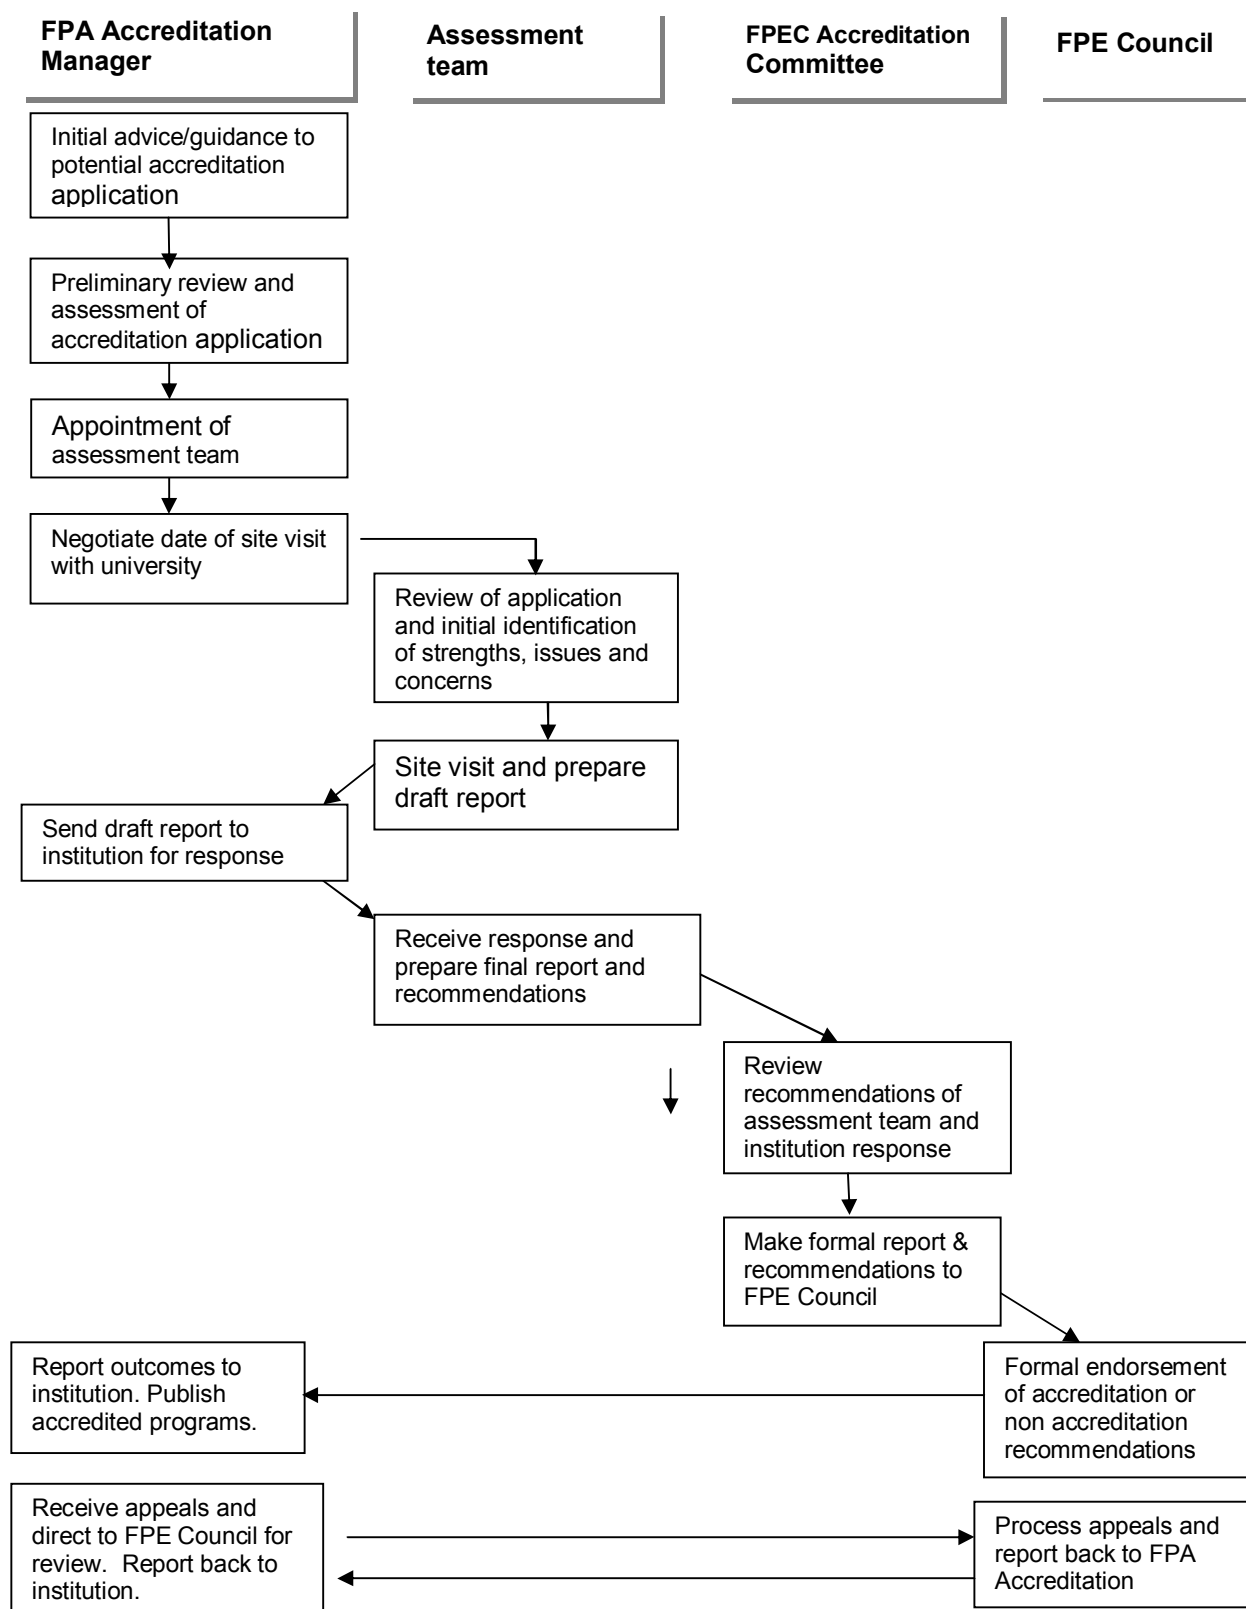 FPA Accreditation
Manager
Assessment
team
FPEC Accreditation
Committee
FPE Council
Initial advice/guidance to
potential accreditation
application
Preliminary review and
assessment of
accreditation application
Appointment of
assessment team
Negotiate date of site visit
with university
Review of application
and initial identification
of strengths, issues and
concerns
Site visit and prepare
draft report
Send draft report to
institution for response
Receive response and
prepare final report and
recommendations
Review
recommendations of
assessment team and
institution response
Make formal report &
recommendations to
FPE Council
Formal endorsement
of accreditation or
non accreditation
recommendations
Report outcomes to
institution. Publish
accredited programs.
Receive appeals and
direct to FPE Council for
review.  Report back to
institution.
Process appeals and
report back to FPA
Accreditation